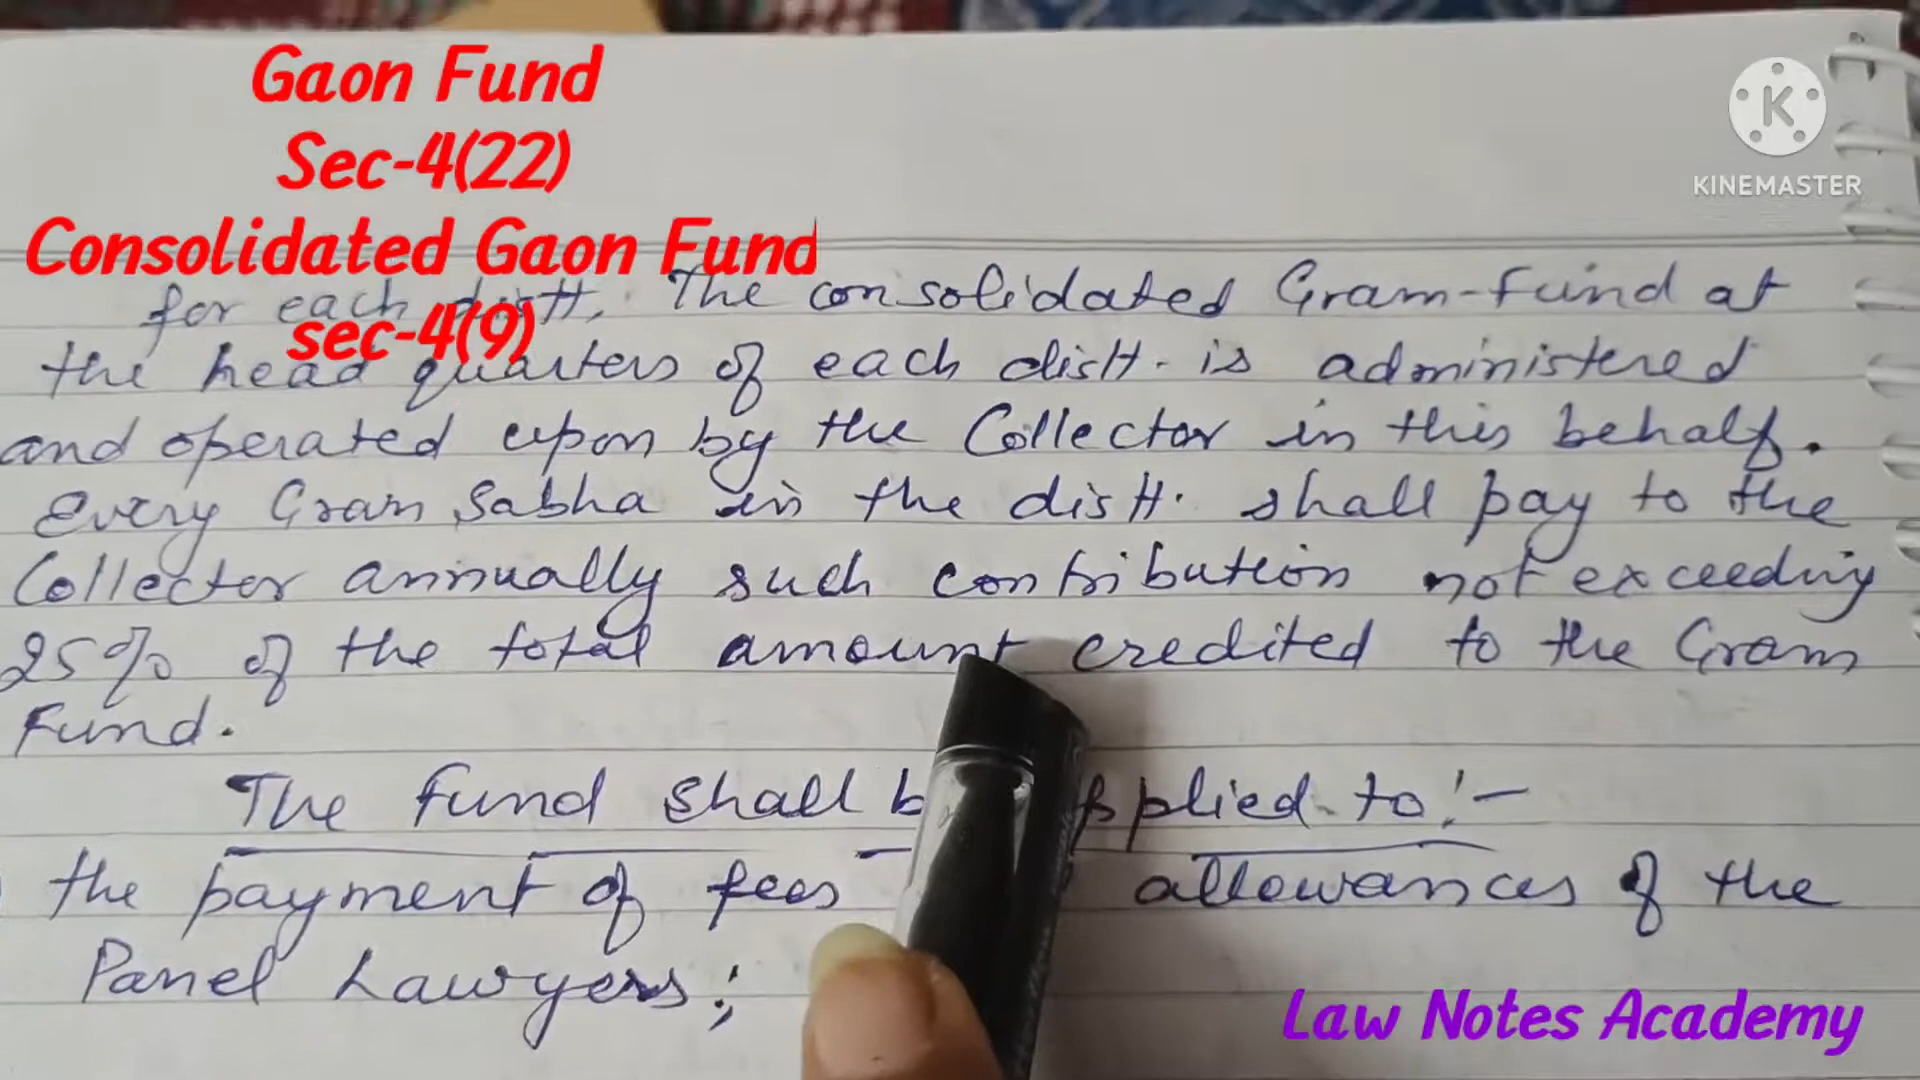 Gaon Fund
Sec-4(22)
Consolidated Gaon Fund
sec-4(9)
KINEMASTER
for each distt. The consolidated Gram-Fund at
the head quarters of each distt. is administered
and operated upon by the Collector in this behalf.
Every Gram Sabha in the distt. shall pay to the
Collector annually such contribution not exceeding
25% of the total amount credited to the Gram
Fund.
The fund shall b applied to:-
the payment of fees allowances of the
Panel Lawyers;
Law Notes Academy